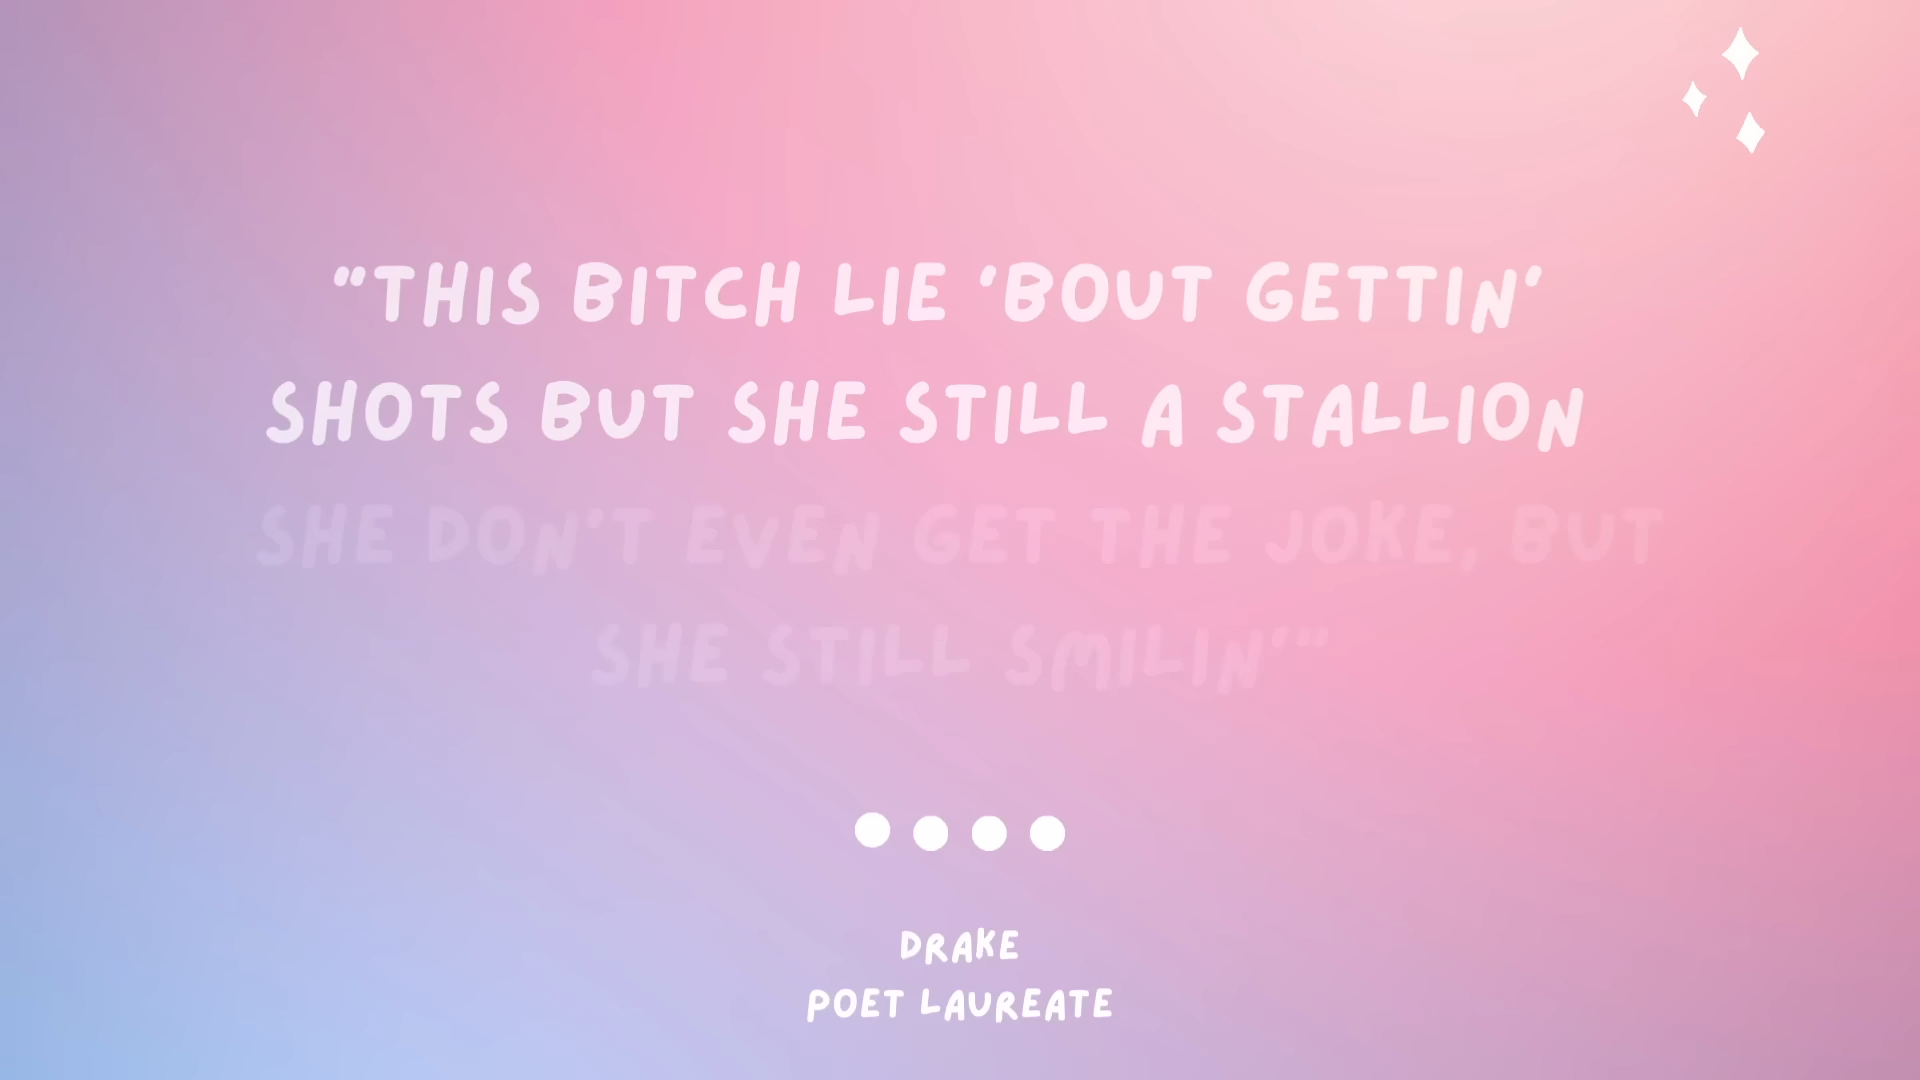 “THIS BITCH LIE ‘BOUT GETTIN’
SHOTS BUT SHE STILL A STALLION
SHE DON’T EVEN GET THE JOKE, BUT
SHE STILL SMILIN‘”
DRAKE
POET LAUREATE